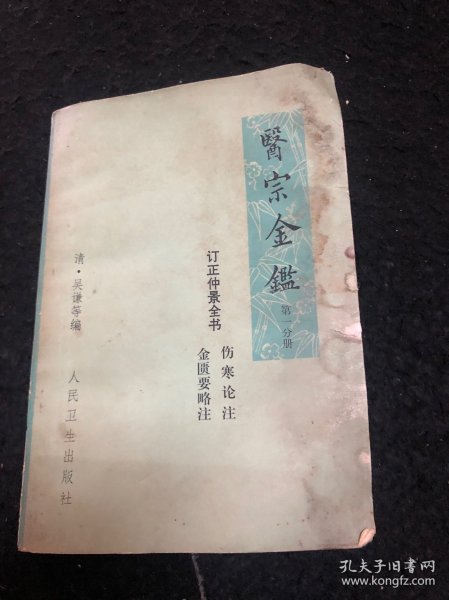 醫宗金鑑
第一分册
订正仲景全书
伤寒论注
金匮要略注
清·吴谦等编
人民卫生出版社
孔夫子旧书网
www.kongfz.com